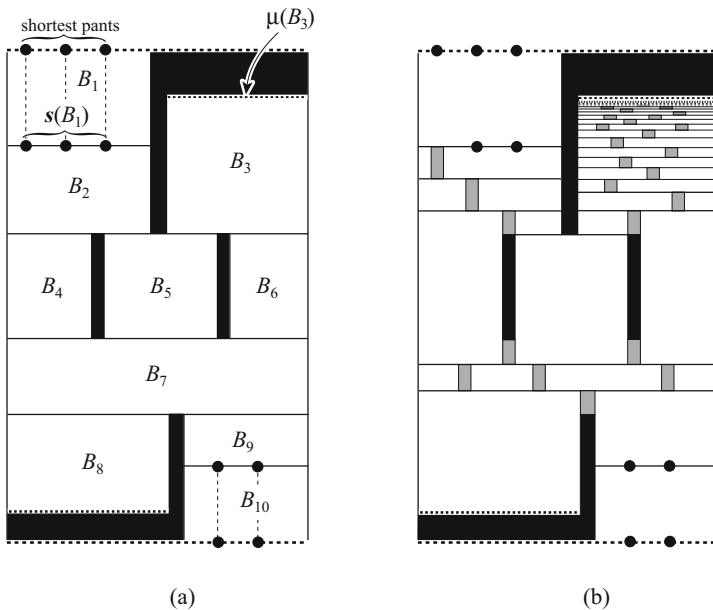 shortest pants
μ(B₃)
B₁
s(B₁)
B₂
B₃
B₄
B₅
B₆
B₇
B₈
B₉
B₁₀
(a)
(b)